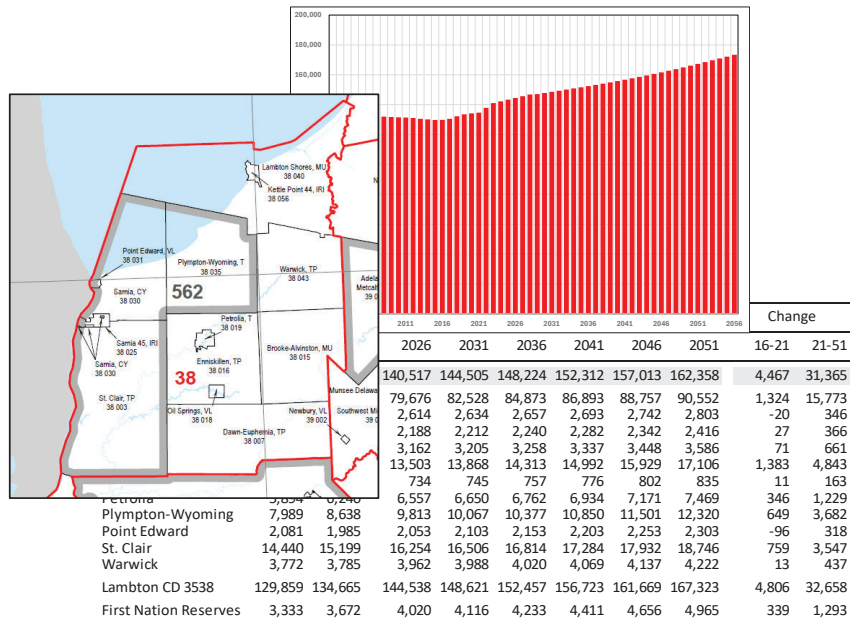 200,000
160,000
Lambton Shores, MU
38 040
Kettle Point 44, IRI
38 056
N
Point Edward, VL
38 031
Plympton-Wyoming, T
38 035
Warwick, TP
38 043
Adela
Metcalf
39 0
Sarnia, CY
38 030
562
Petrolia, T
38 019
Sarnia 45, IRI
38 025
Enniskillen, TP
38 016
Brooke-Alvinston, MU
38 015
Sarnia, CY
38 030
38
St. Clair, TP
38 003
Munsee Delawa
Oil Springs, VL
38 018
Newbury, VL
39 002
Southwest Mi
39 0
Dawn-Euphemia, TP
38 007
2011 2016 2021 2026 2031 2036 2041 2046 2051 2056
Change
2026 2031 2036 2041 2046 2051 16-21 21-51
140,517 144,505 148,224 152,312 157,013 162,358 4,467 31,365
79,676 82,528 84,873 86,893 88,757 90,552 1,324 15,773
2,614 2,634 2,657 2,693 2,742 2,803 -20 346
2,188 2,212 2,240 2,282 2,342 2,416 27 366
3,162 3,205 3,258 3,337 3,448 3,586 71 661
13,503 13,868 14,313 14,992 15,929 17,106 1,383 4,843
734 745 757 776 802 835 11 163
Petrolia 6,557 6,650 6,762 6,934 7,171 7,469 346 1,229
Plympton-Wyoming 7,989 8,638 9,813 10,067 10,377 10,850 11,501 12,320 649 3,682
Point Edward 2,081 1,985 2,053 2,103 2,153 2,203 2,253 2,303 -96 318
St. Clair 14,440 15,199 16,254 16,506 16,814 17,284 17,932 18,746 759 3,547
Warwick 3,772 3,785 3,962 3,988 4,020 4,069 4,137 4,222 13 437
Lambton CD 3538 129,859 134,665 144,538 148,621 152,457 156,723 161,669 167,323 4,806 32,658
First Nation Reserves 3,333 3,672 4,020 4,116 4,233 4,411 4,656 4,965 339 1,293